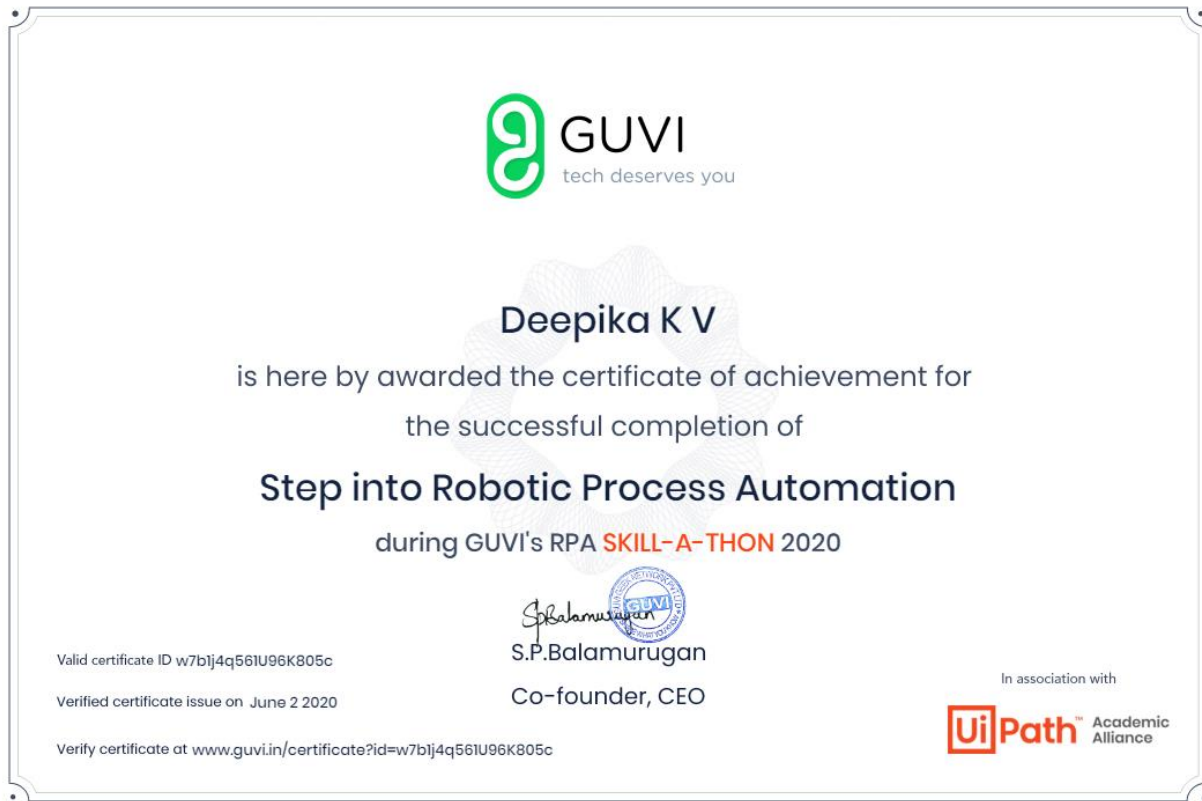 GUVI
tech deserves you
Deepika K V
is here by awarded the certificate of achievement for
the successful completion of
Step into Robotic Process Automation
during GUVI's RPA SKILL-A-THON 2020
SpBalamurugan
GUVI
S.P.Balamurugan
Co-founder, CEO
Valid certificate ID w7b1j4q561U96K805c
Verified certificate issue on June 2 2020
Verify certificate at www.guvi.in/certificate?id=w7b1j4q561U96K805c
In association with
UiPath™ Academic
Alliance